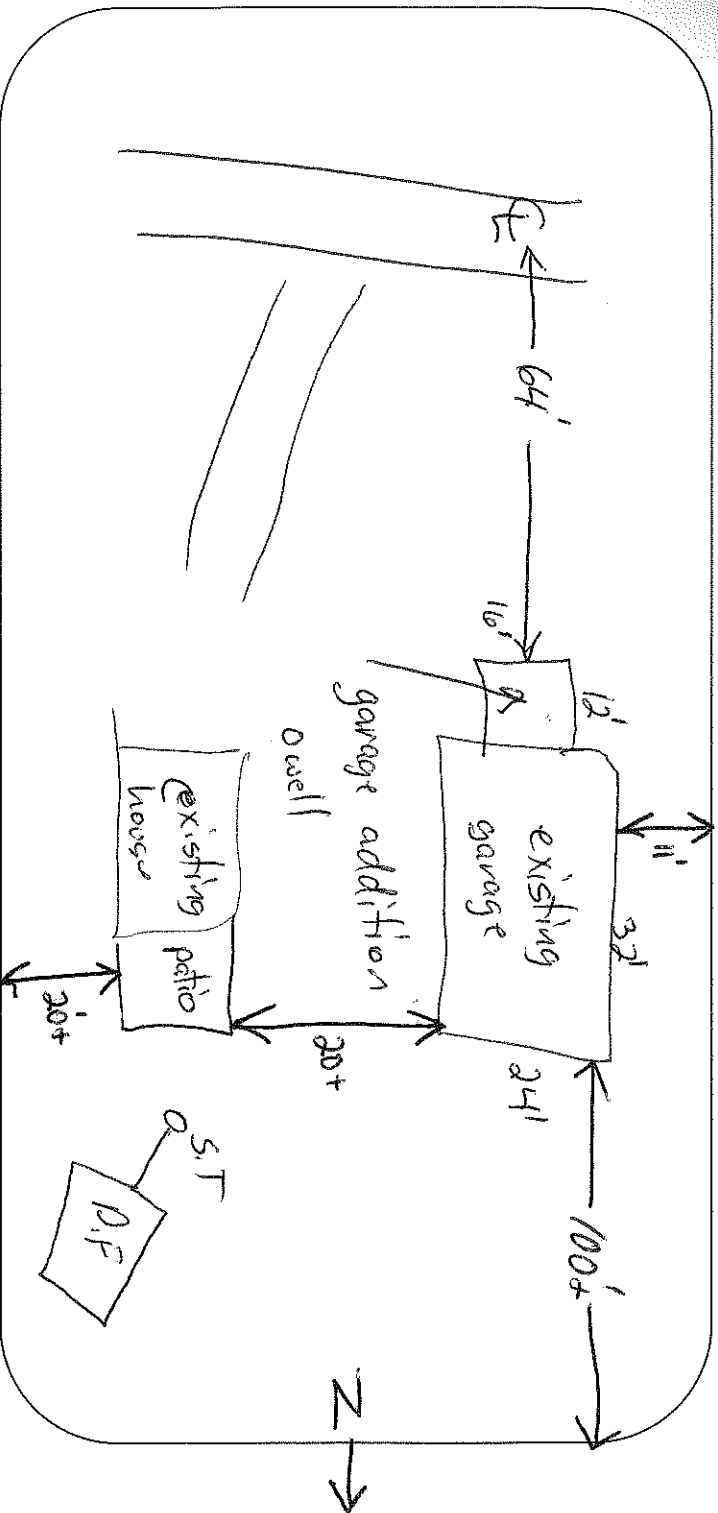 11'
32'
12'
100'+
℄
64'
16'
existing
garage
24'
garage addition
well
20+
N
existing
house
patio
S.T
D.F
20'+